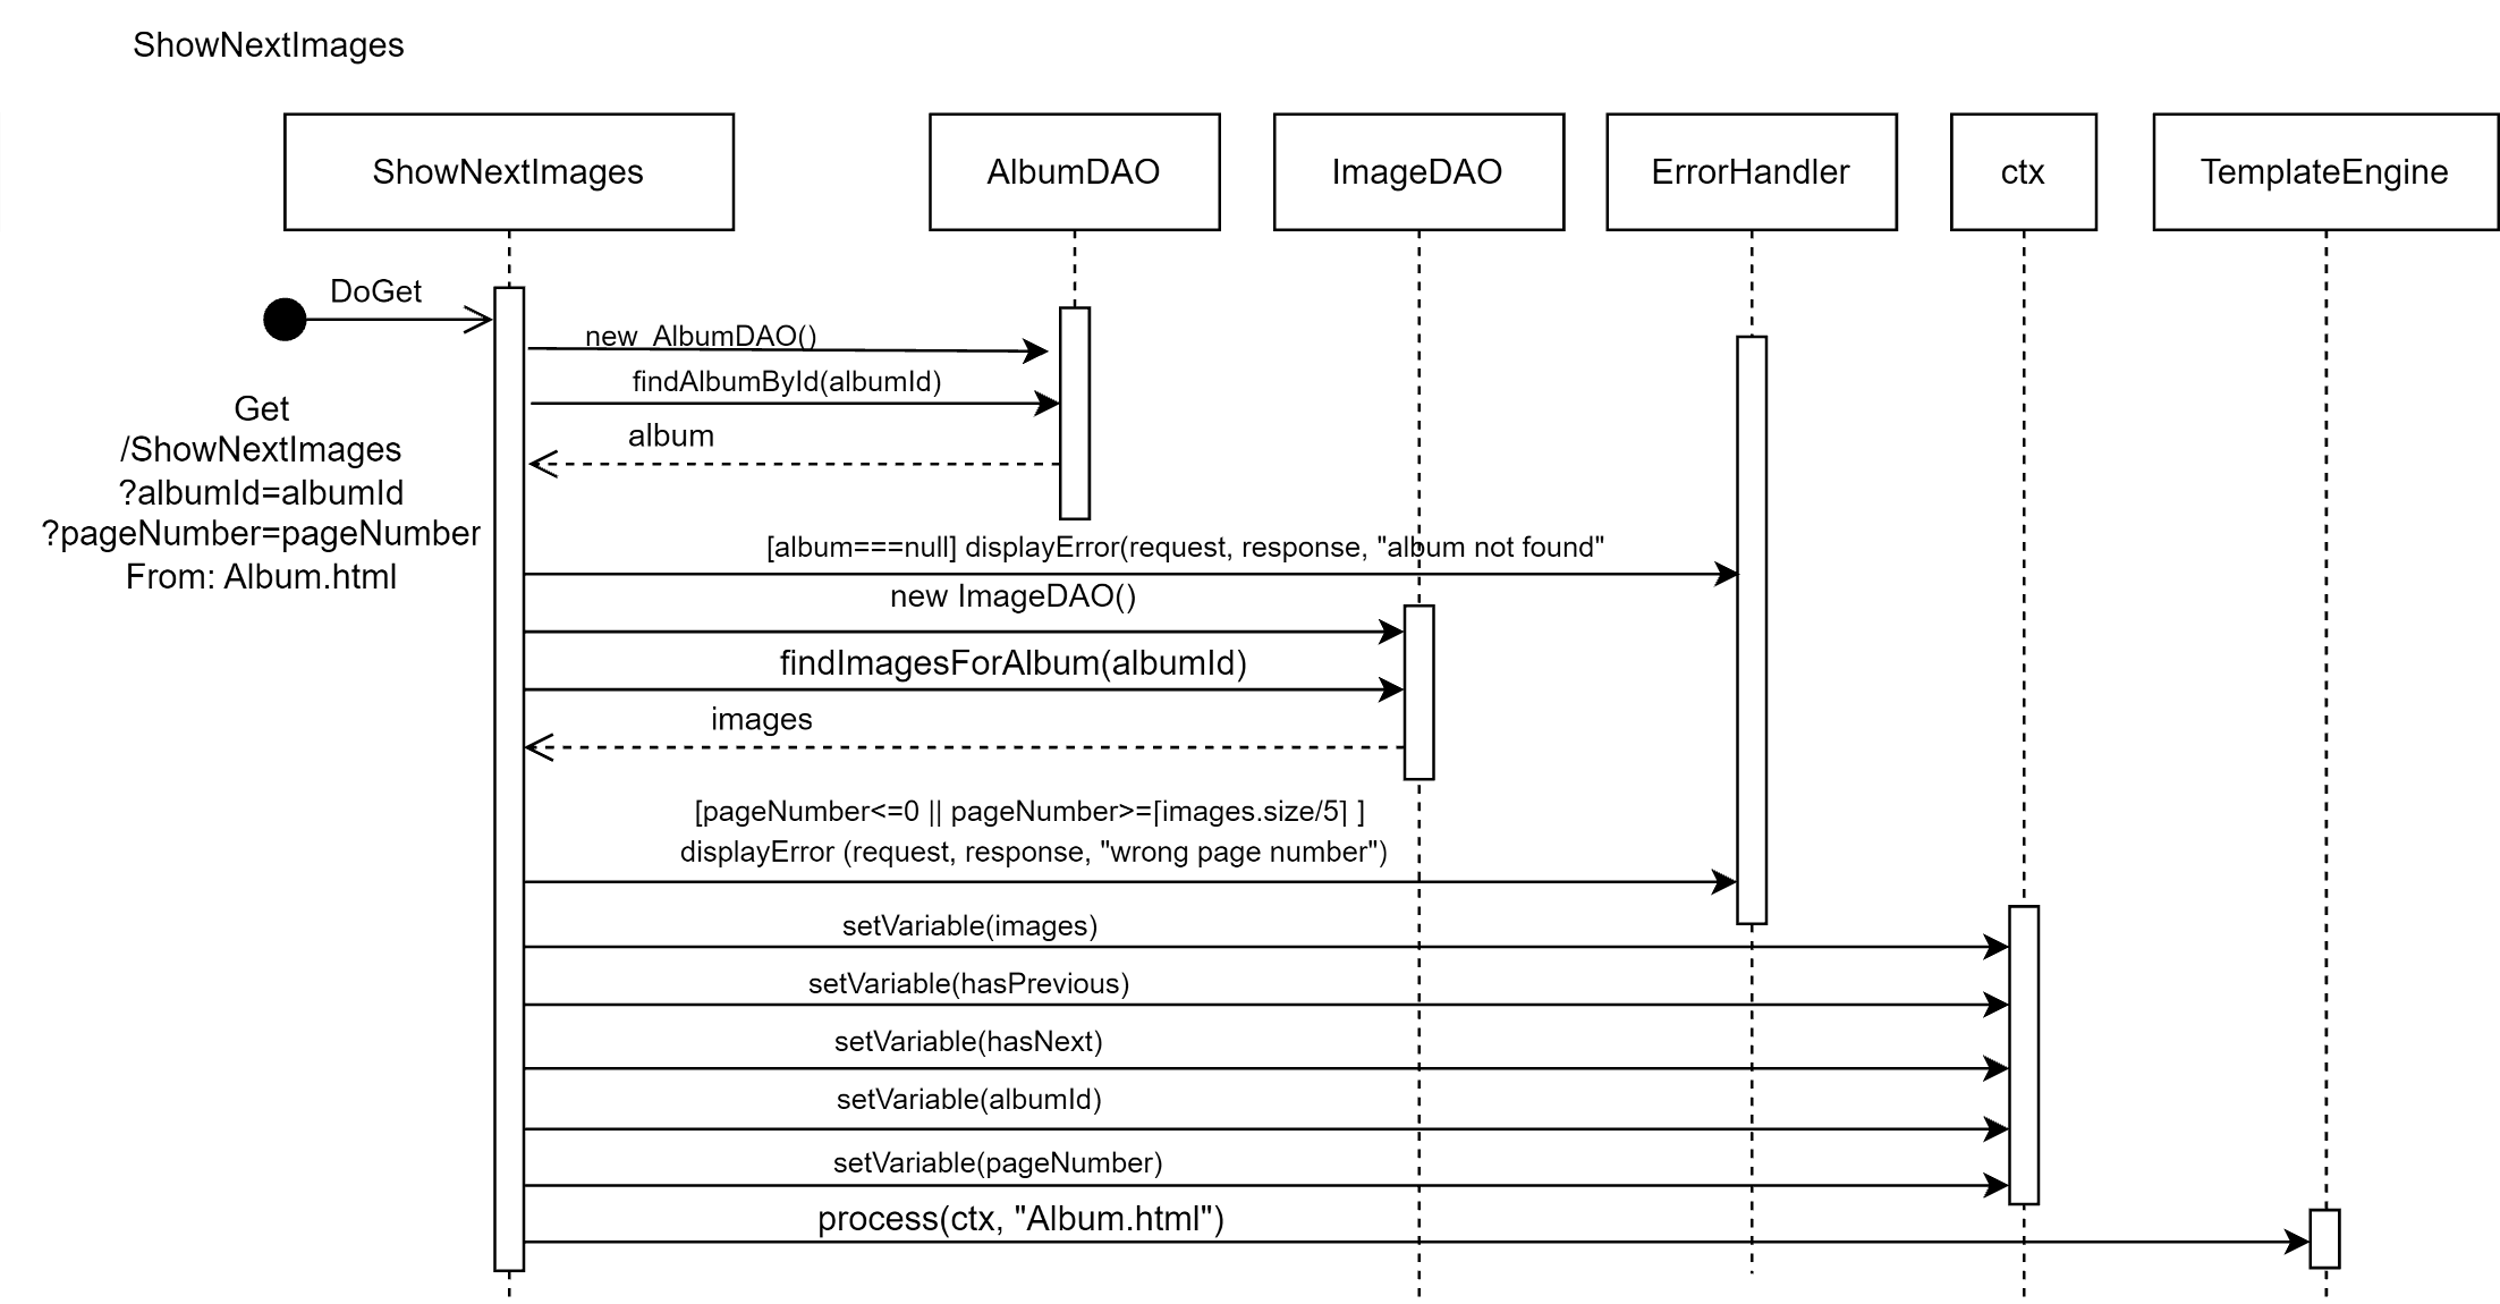 ShowNextImages
ShowNextImages
AlbumDAO
ImageDAO
ErrorHandler
ctx
TemplateEngine
DoGet
new  AlbumDAO()
findAlbumById(albumId)
album
Get
/ShowNextImages
?albumId=albumId
?pageNumber=pageNumber
From: Album.html
[album===null] displayError(request, response, "album not found"
new ImageDAO()
findImagesForAlbum(albumId)
images
[pageNumber<=0 || pageNumber>=⌈images.size/5⌉ ]
displayError (request, response, "wrong page number")
setVariable(images)
setVariable(hasPrevious)
setVariable(hasNext)
setVariable(albumId)
setVariable(pageNumber)
process(ctx, "Album.html")